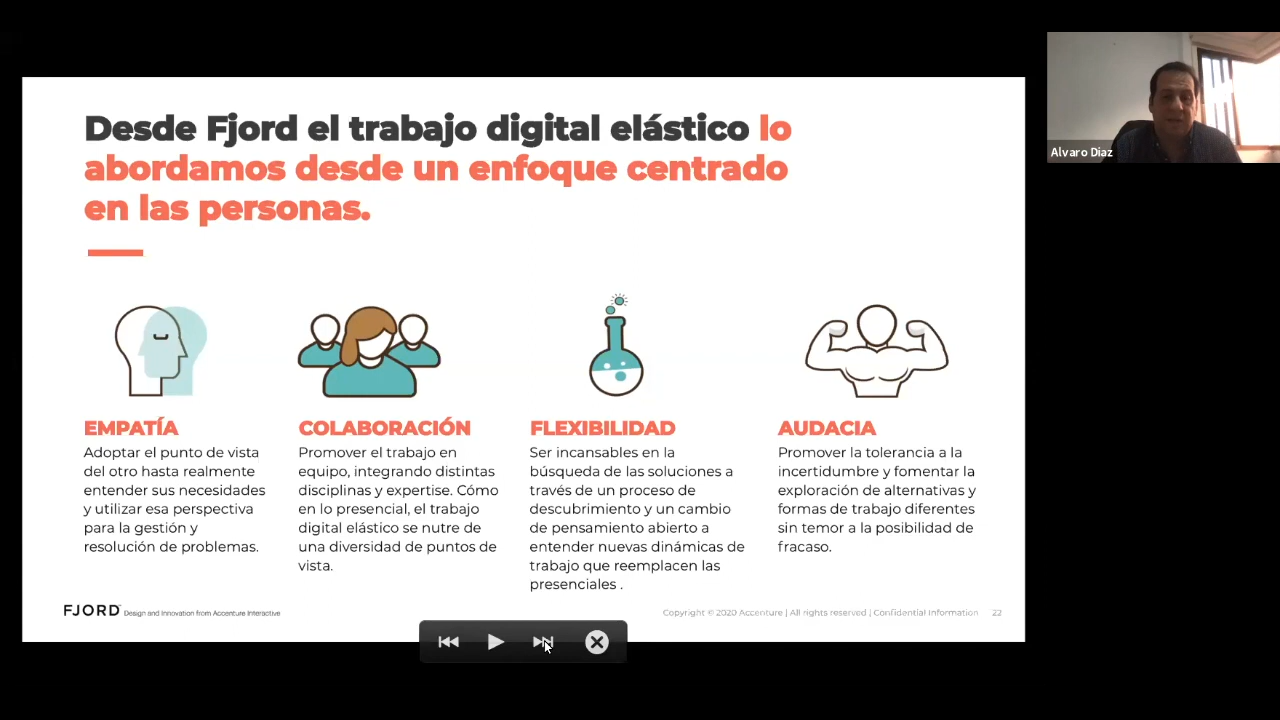 Desde Fjord el trabajo digital elástico lo
abordamos desde un enfoque centrado
en las personas.
Alvaro Diaz
EMPATÍA
Adoptar el punto de vista
del otro hasta realmente
entender sus necesidades
y utilizar esa perspectiva
para la gestión y
resolución de problemas.
COLABORACIÓN
Promover el trabajo en
equipo, integrando distintas
disciplinas y expertise. Cómo
en lo presencial, el trabajo
digital elástico se nutre de
una diversidad de puntos de
vista.
FLEXIBILIDAD
Ser incansables en la
búsqueda de las soluciones a
través de un proceso de
descubrimiento y un cambio
de pensamiento abierto a
entender nuevas dinámicas de
trabajo que reemplacen las
presenciales .
AUDACIA
Promover la tolerancia a la
incertidumbre y fomentar la
exploración de alternativas y
formas de trabajo diferentes
sin temor a la posibilidad de
fracaso.
FJORD Design and Innovation from Accenture Interactive
Copyright © 2020 Accenture | All rights reserved | Confidential Information 22